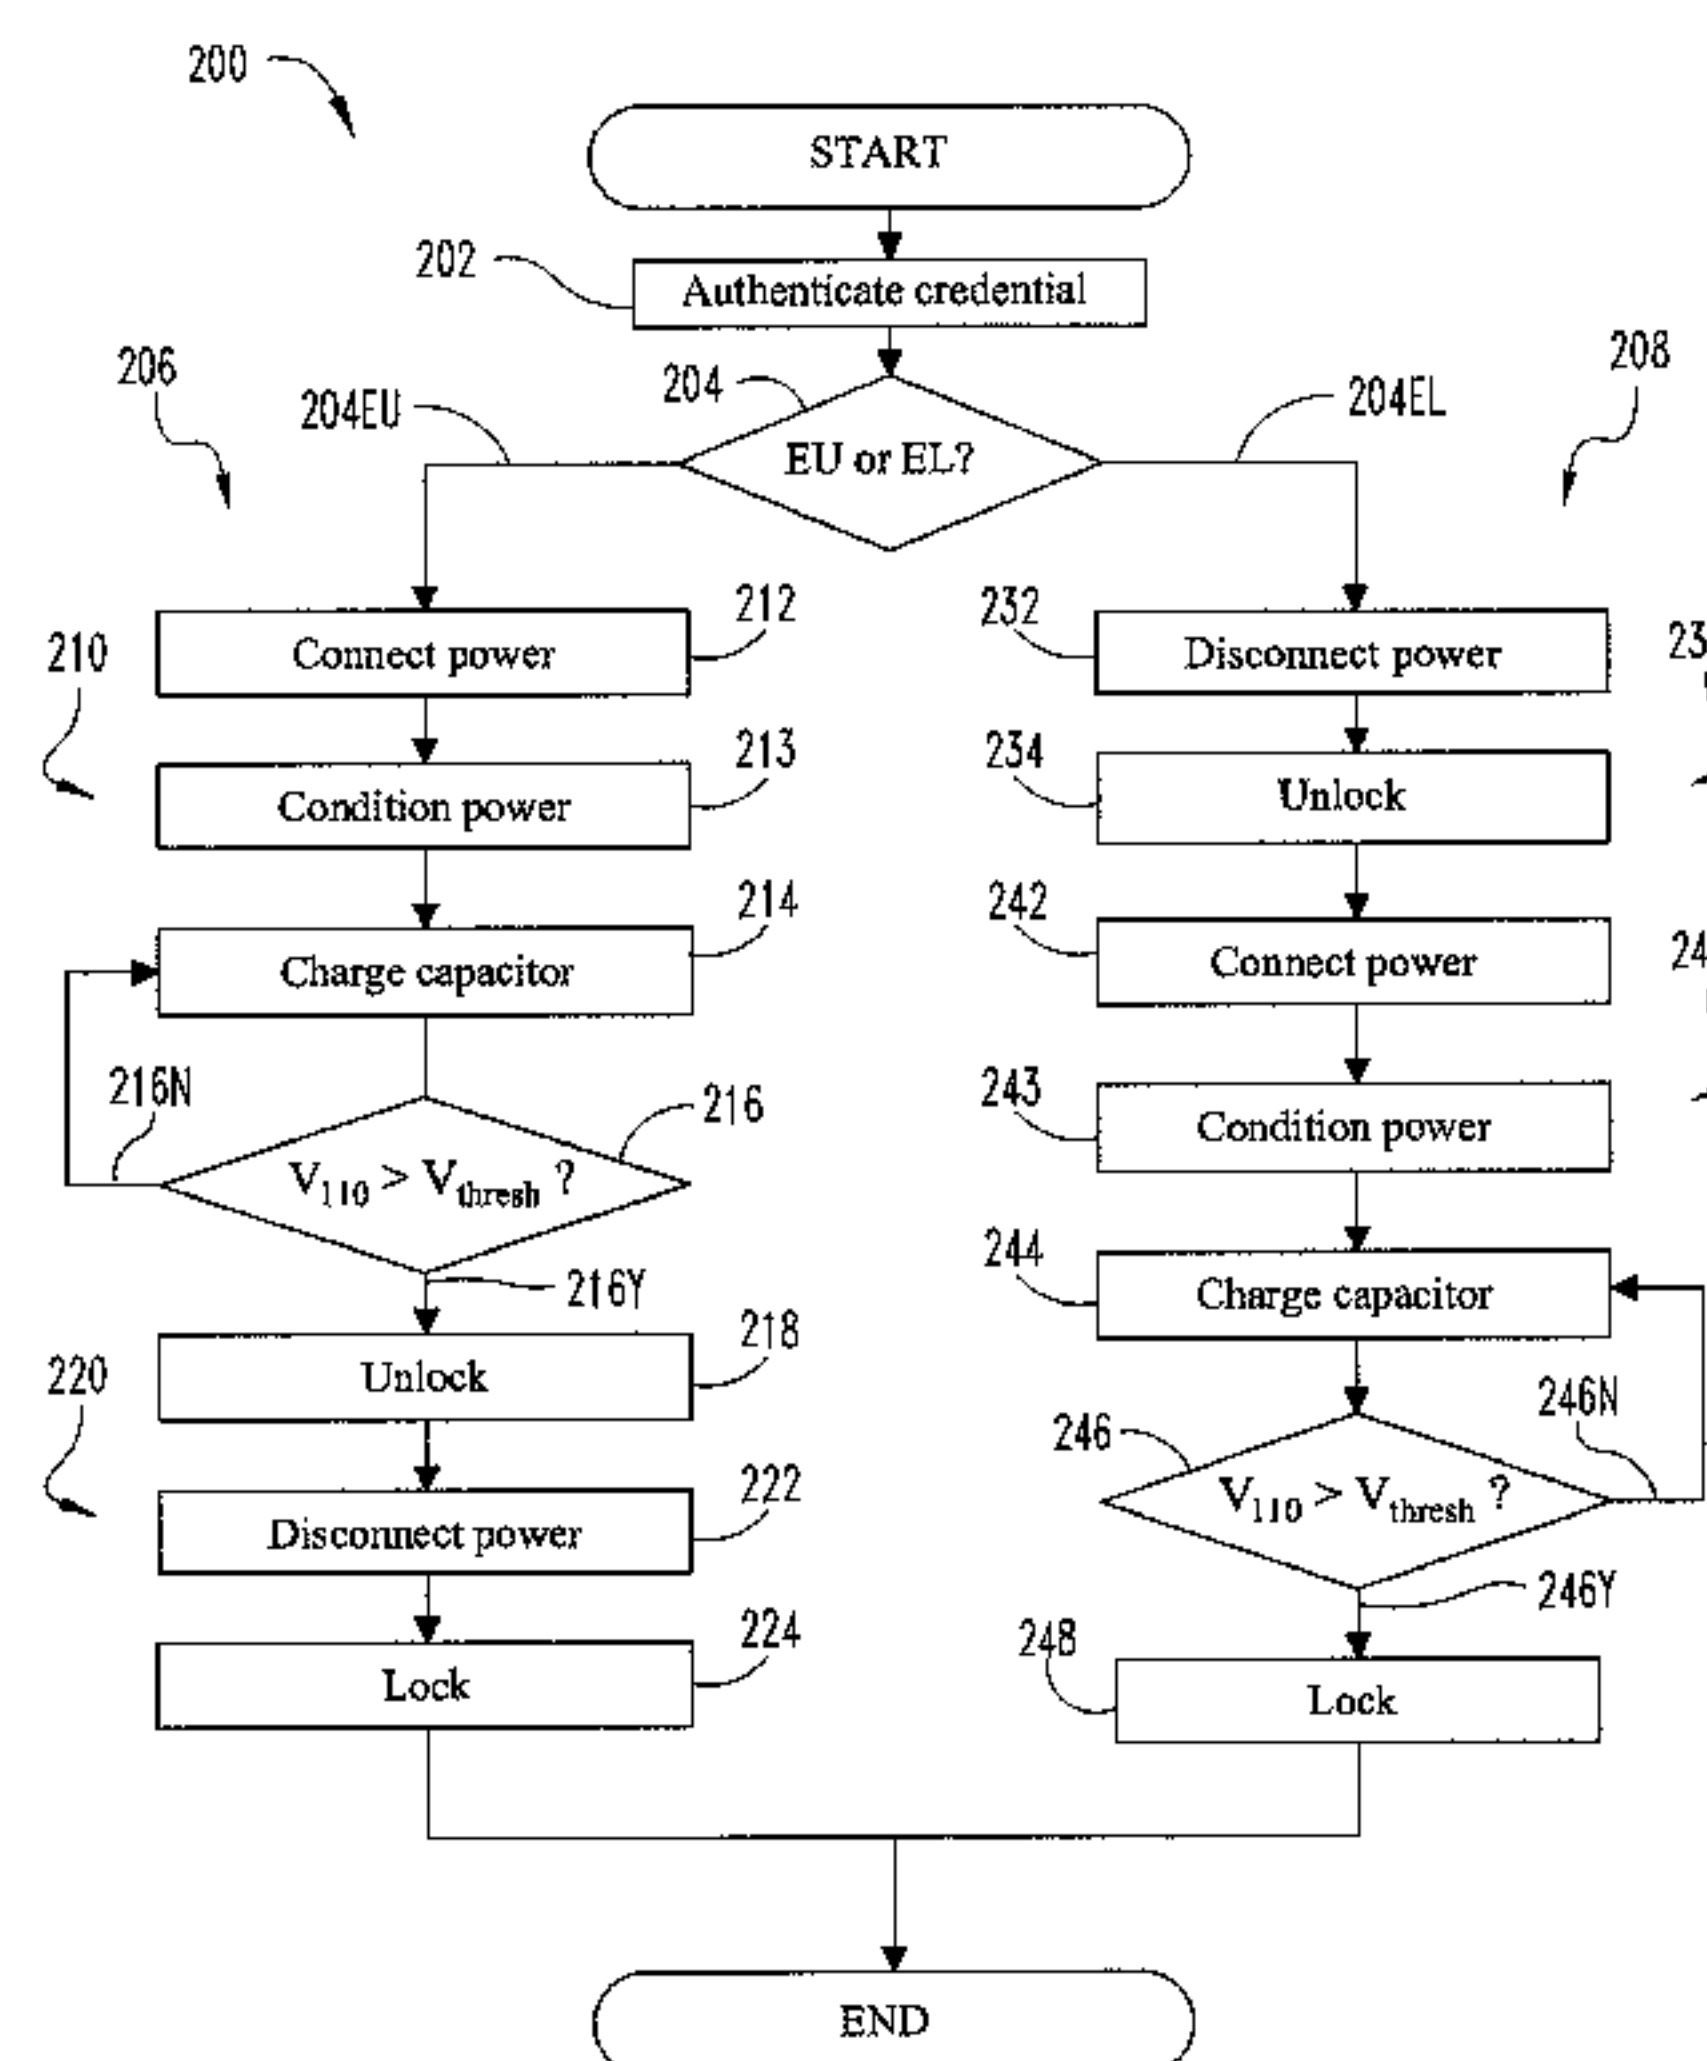 200
START
202
Authenticate credential
206
208
204
204EU
204EL
EU or EL?
210
212
Connect power
232
Disconnect power
23
213
Condition power
234
Unlock
214
Charge capacitor
242
Connect power
24
216N
216
V110 > Vthresh ?
243
Condition power
216Y
244
Charge capacitor
218
Unlock
220
246
246N
V110 > Vthresh ?
222
Disconnect power
246Y
224
Lock
248
Lock
END